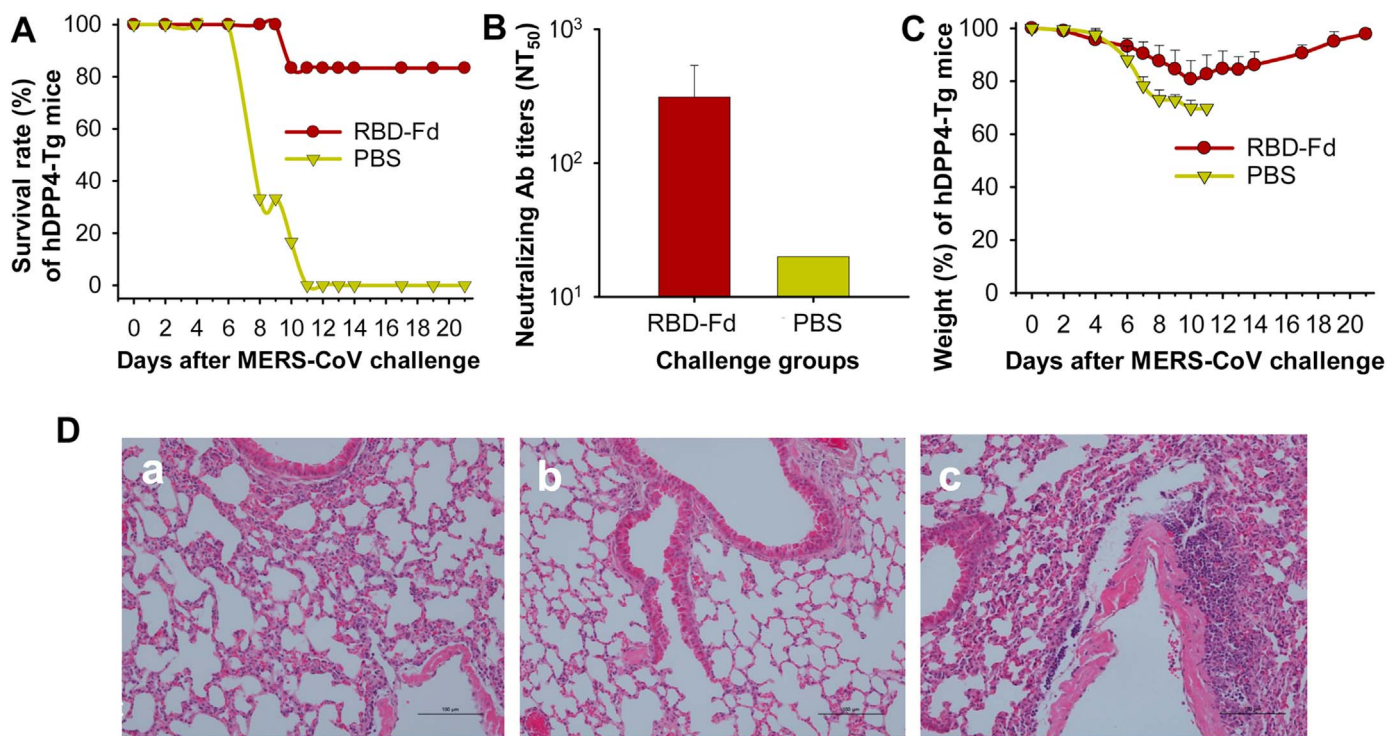 A
Survival rate (%)
of hDPP4-Tg mice
100
80
60
40
20
0
RBD-Fd
PBS
0 2 4 6 8 10 12 14 16 18 20
Days after MERS-CoV challenge
B
Neutralizing Ab titers (NT50)
10³
10²
10¹
RBD-Fd PBS
Challenge groups
C
Weight (%) of hDPP4-Tg mice
100
80
60
40
20
0
RBD-Fd
PBS
0 2 4 6 8 10 12 14 16 18 20
Days after MERS-CoV challenge
D
a
b
c
100 μm